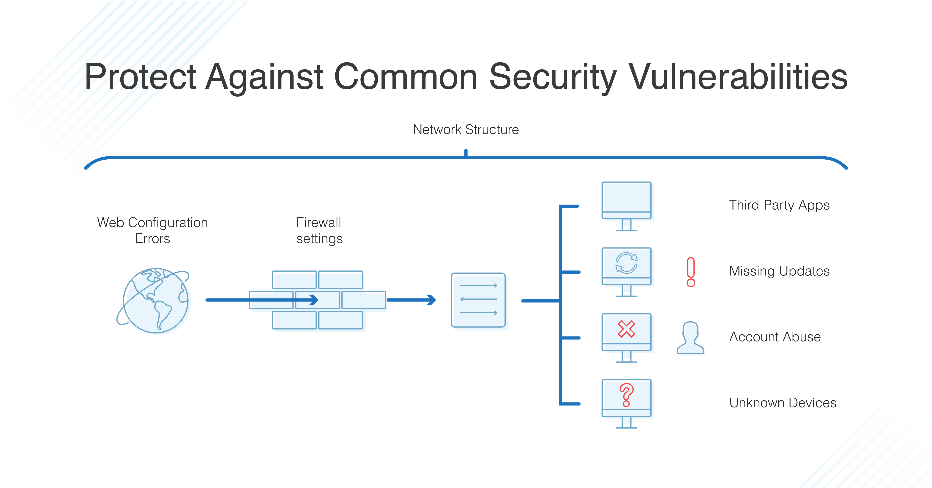 Protect Against Common Security Vulnerabilities
Network Structure
Web Configuration
Errors
Firewall
settings
Third Party Apps
Missing Updates
Account Abuse
Unknown Devices